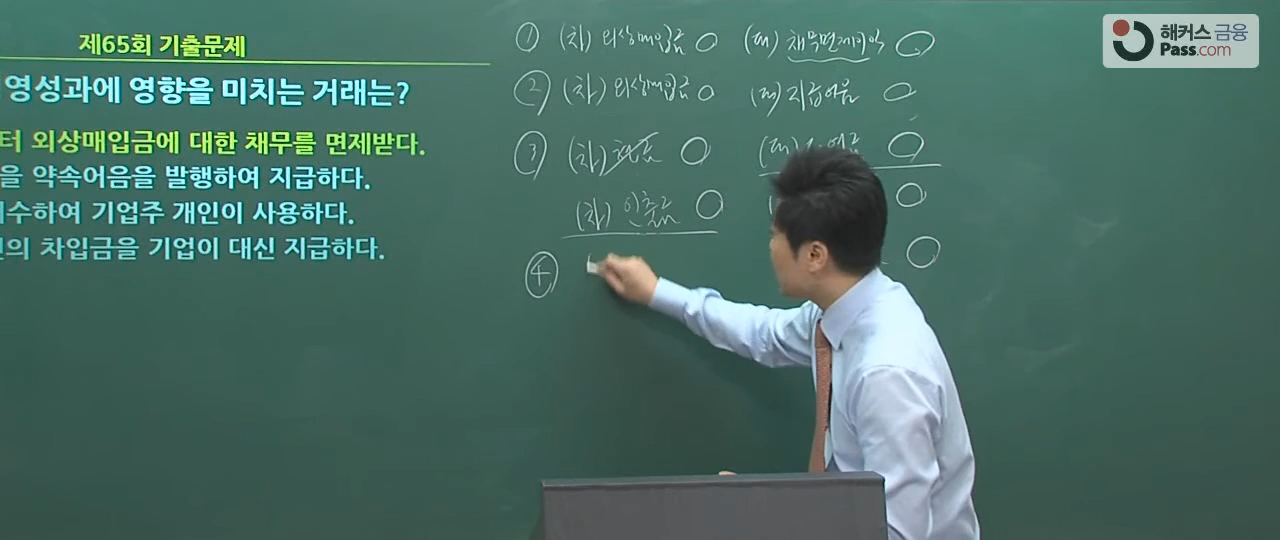 제65회 기출문제
영성과에 영향을 미치는 거래는?
터 외상매입금에 대한 채무를 면제받다.
을 약속어음을 발행하여 지급하다.
수하여 기업주 개인이 사용하다.
의 차입금을 기업이 대신 지급하다.
① (차) 외상매입금 ○ (대) 채무면제이익 ○
② (차) 외상매입금 ○ (대) 지급어음 ○
③ (차) 현금 ○ (대) ○
(차) 인출금 ○ ○
④ ○
해커스 금융
Pass.com